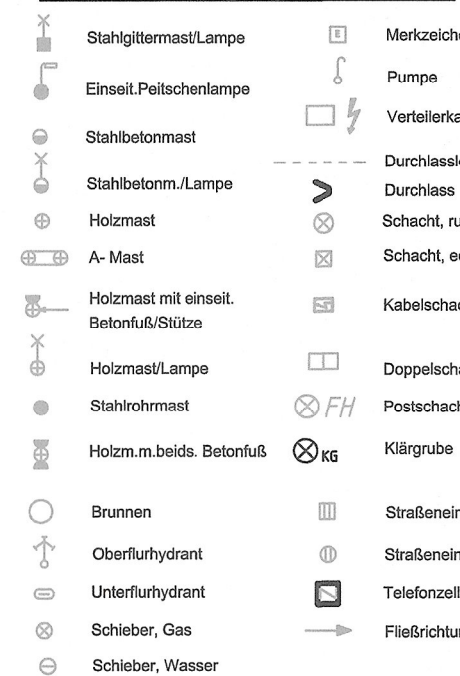 Stahlgittermast/Lampe
Einseit.Peitschenlampe
Stahlbetonmast
Stahlbetonm./Lampe
Holzmast
A- Mast
Holzmast mit einseit.
Betonfuß/Stütze
Holzmast/Lampe
Stahlrohrmast
Holzm.m.beids. Betonfuß
Brunnen
Oberflurhydrant
Unterflurhydrant
Schieber, Gas
Schieber, Wasser
E Merkzeiche
Pumpe
Verteilerka
Durchlassl
Durchlass
Schacht, ru
Schacht, e
Kabelschac
Doppelscha
FH Postschach
KG Klärgrube
Straßenein
Straßenein
Telefonzell
Fließrichtu